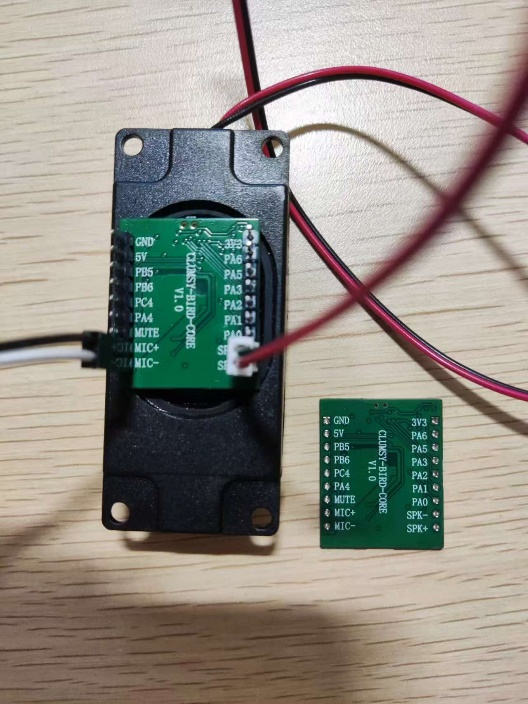 GND
5V
PB5
PB6
PC4
PA4
MUTE
MIC+
MIC-
CLUMSY-BIRD-CORE
V1.0
3V3
PA6
PA5
PA3
PA2
PA1
PA0
GND
5V
PB5
PB6
PC4
PA4
MUTE
MIC+
MIC-
CLUMSY-BIRD-CORE
V1.0
3V3
PA6
PA5
PA3
PA2
PA1
PA0
SPK-
SPK+